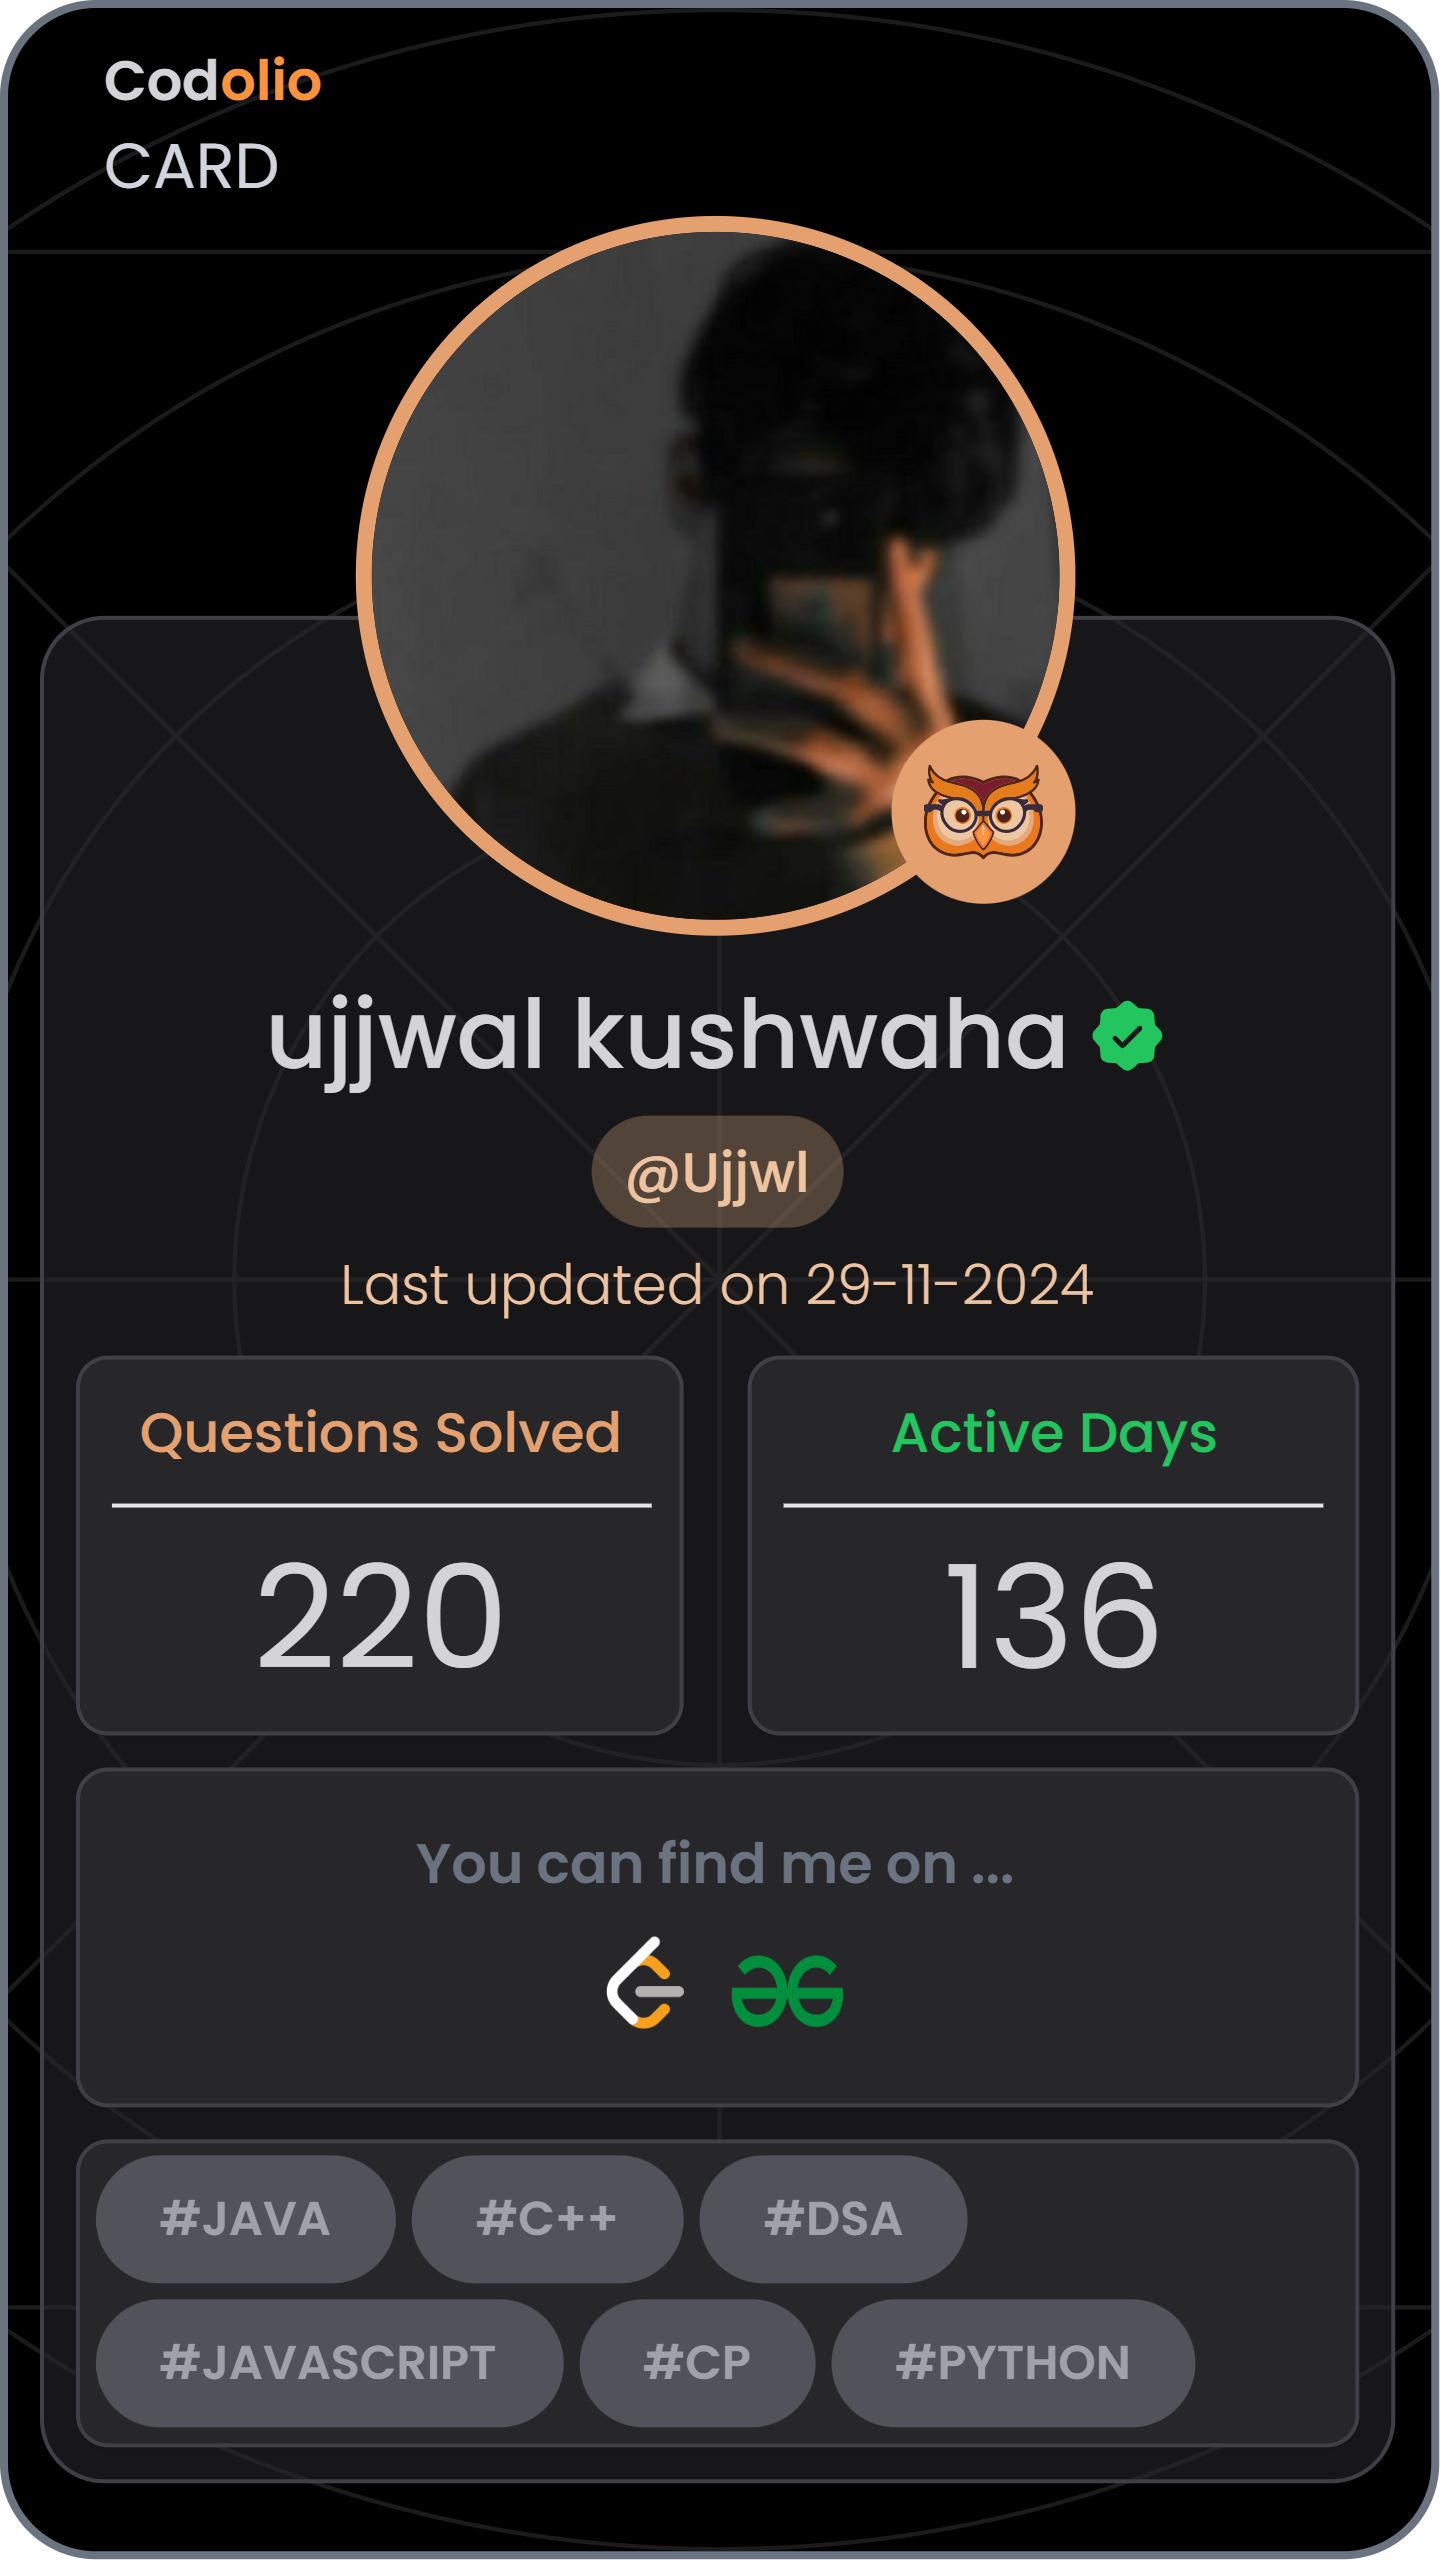 Codolio
CARD
ujjwal kushwaha
@Ujjwl
Last updated on 29-11-2024
Questions Solved
Active Days
220
136
You can find me on ...
#JAVA #C++ #DSA
#JAVASCRIPT #CP #PYTHON